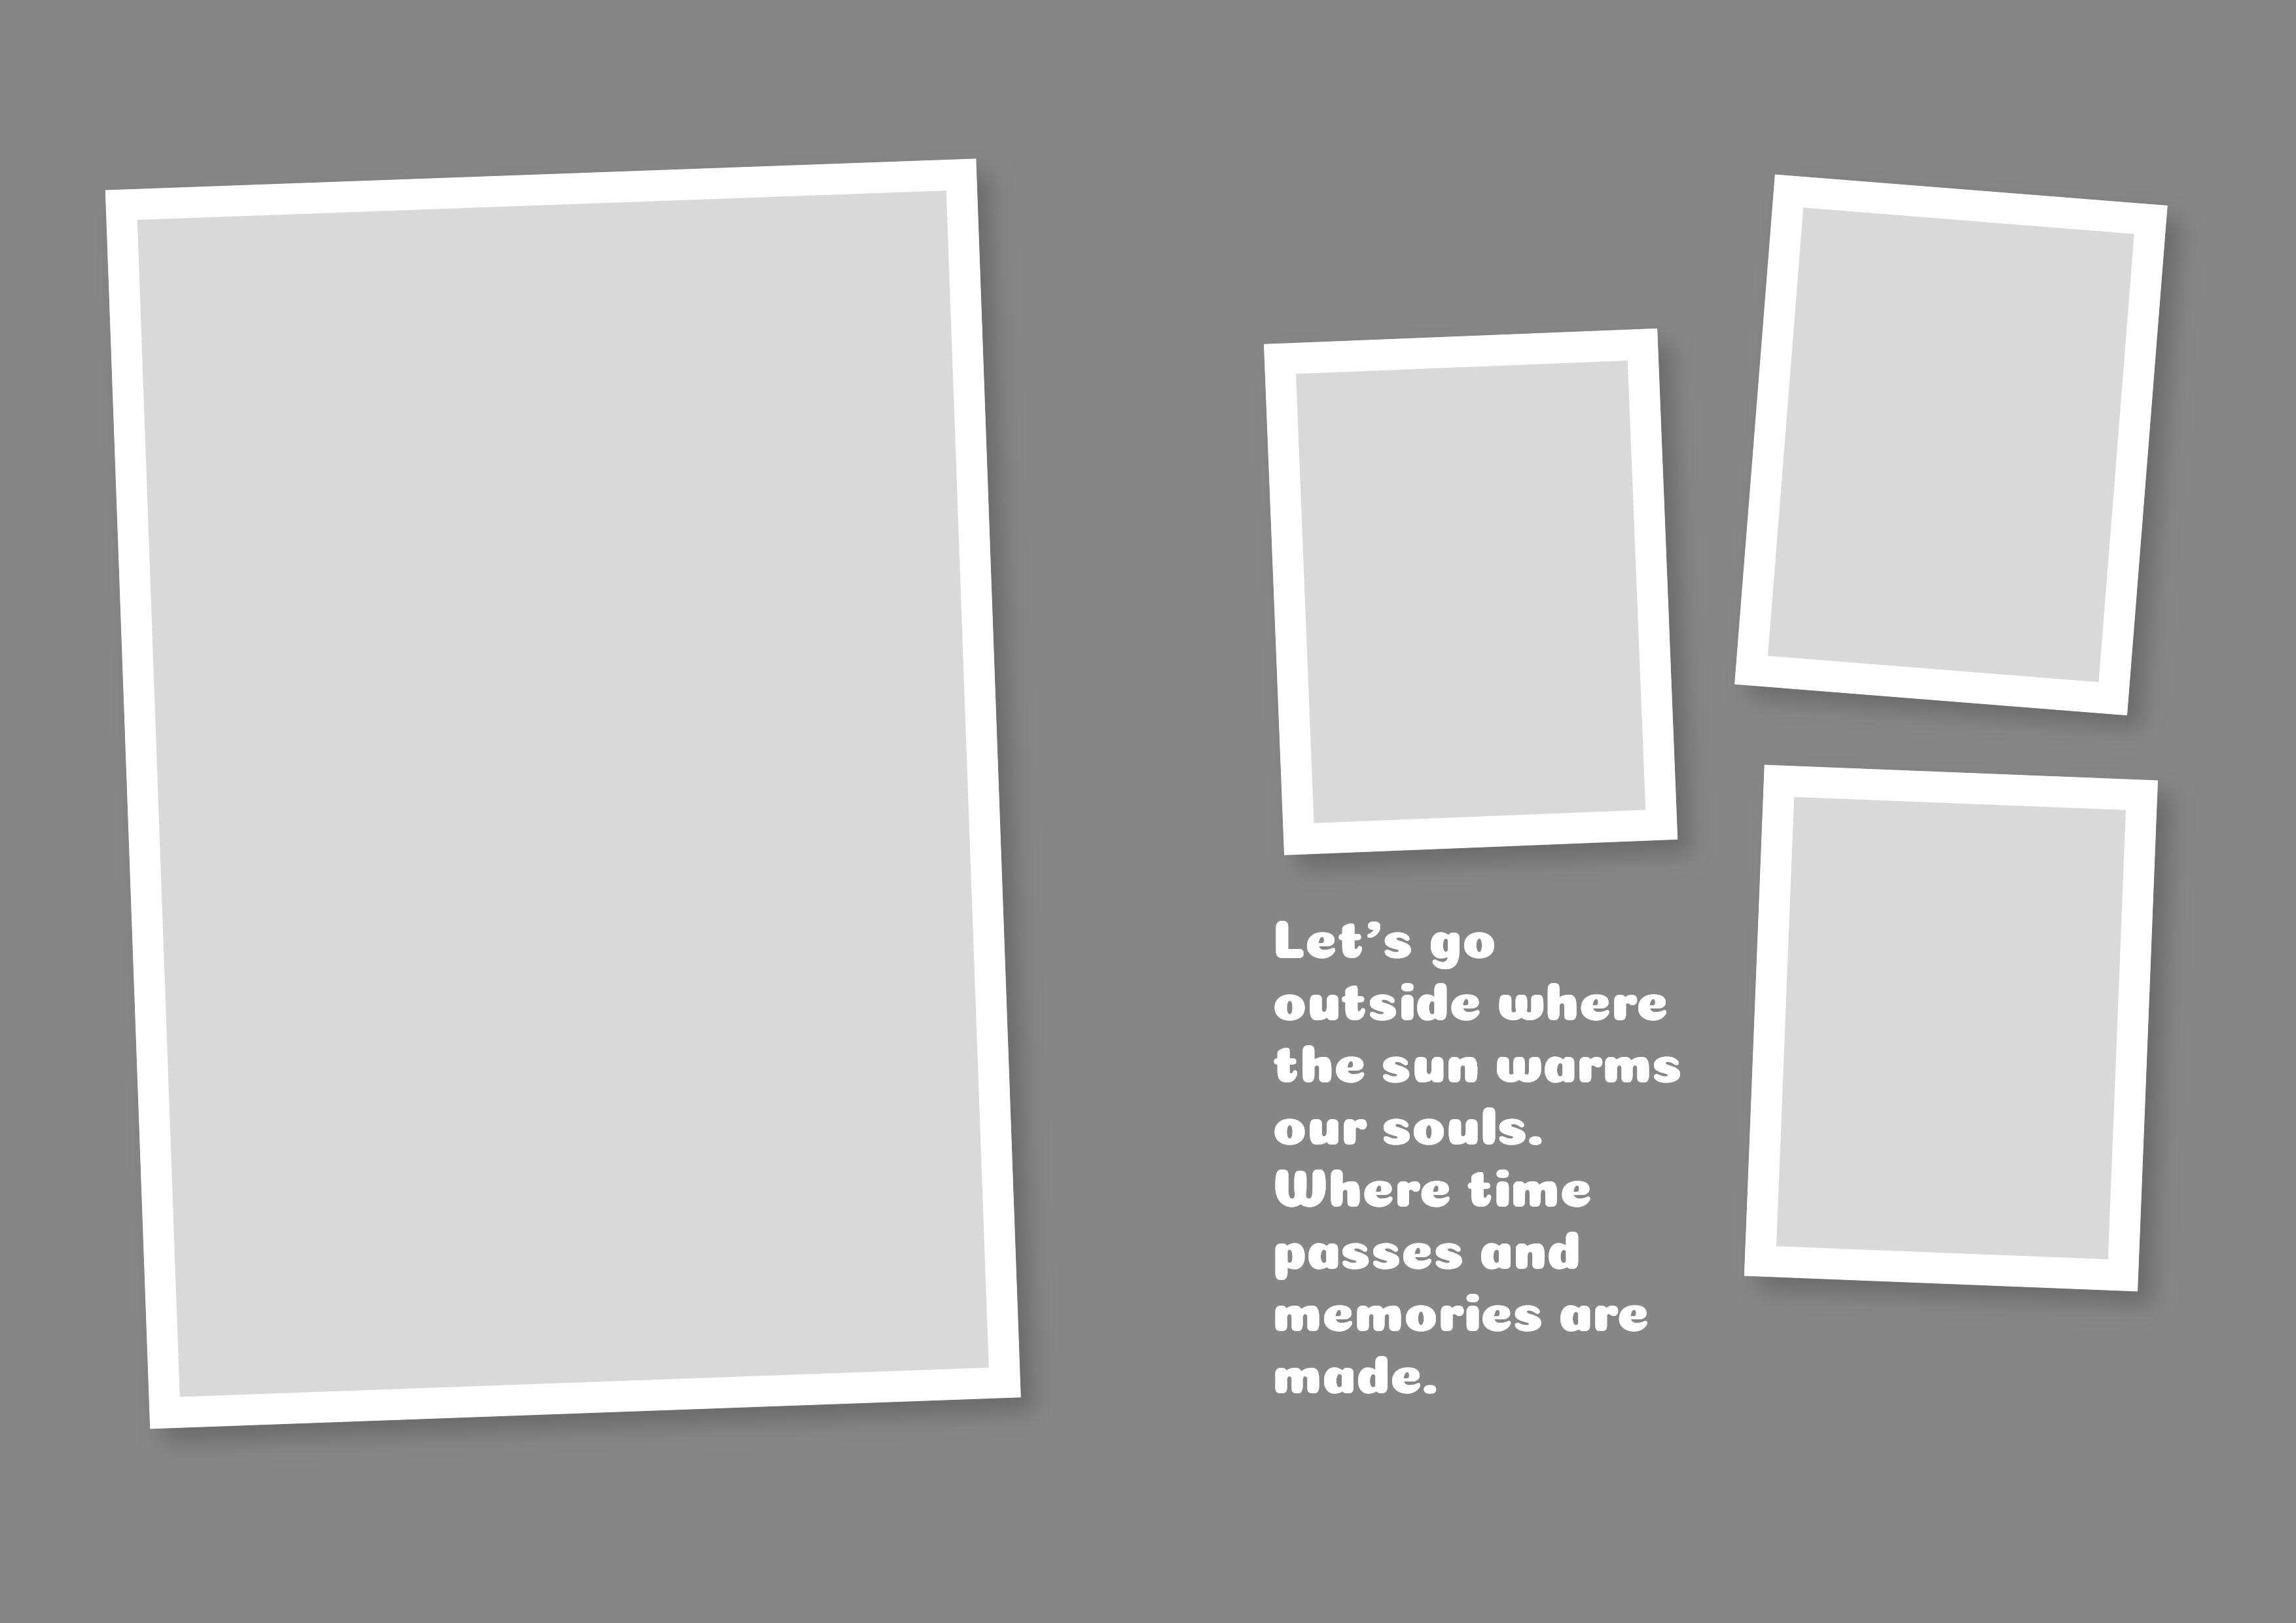 Let’s go
outside where
the sun warms
our souls.
Where time
passes and
memories are
made.